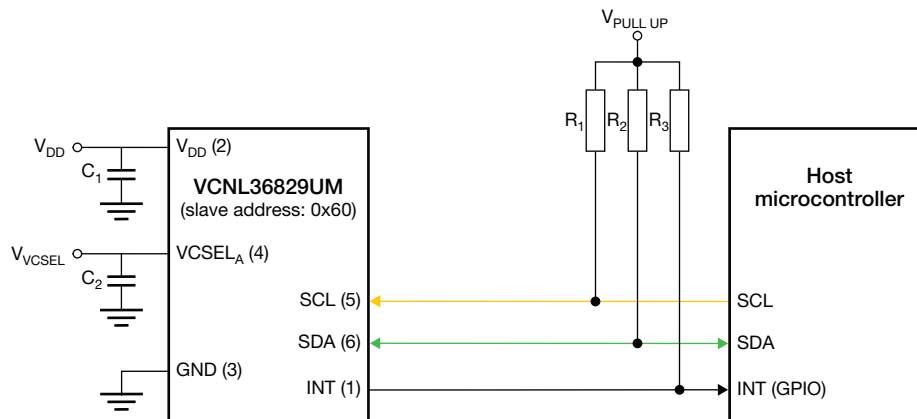 V_PULL UP
R1 R2 R3
V_DD
V_DD (2)
C1
VCNL36829UM
(slave address: 0x60)
Host
microcontroller
V_VCSEL
VCSEL_A (4)
C2
SCL (5)
SCL
SDA (6)
SDA
GND (3)
INT (1)
INT (GPIO)